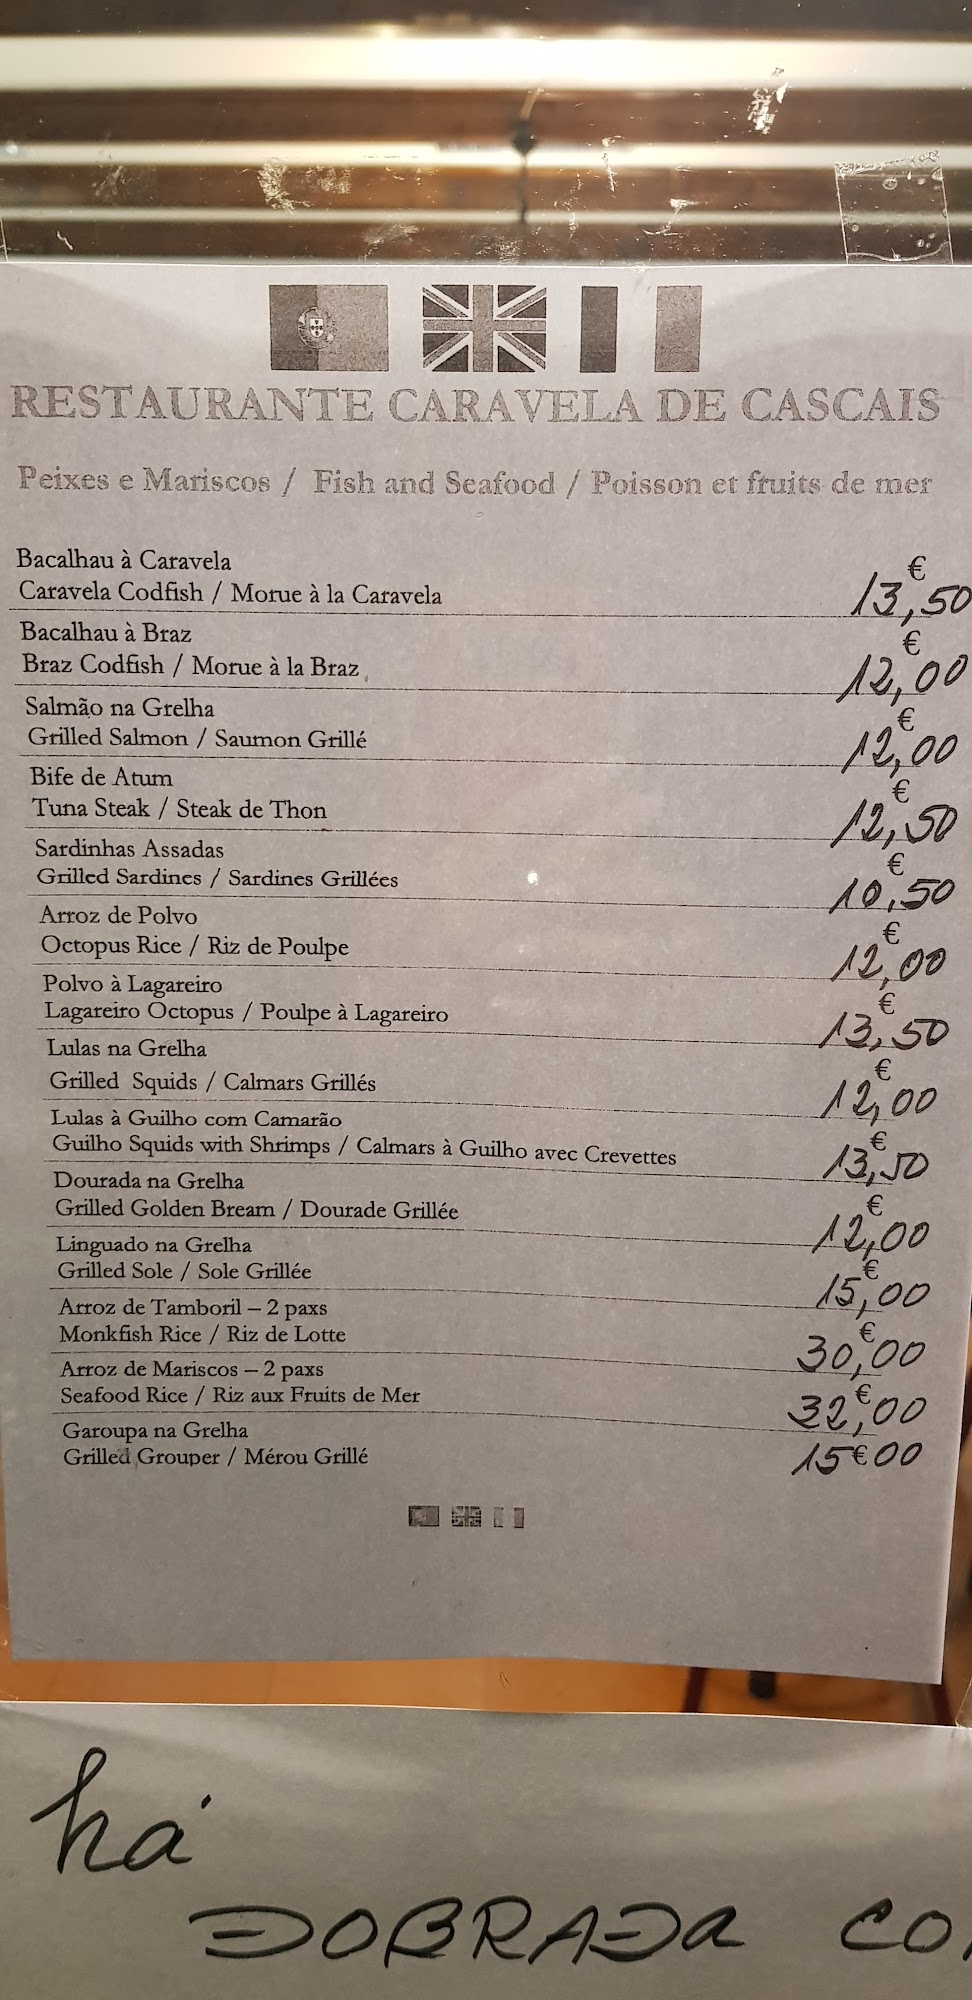 RESTAURANTE CARAVELA DE CASCAIS
Peixes e Mariscos / Fish and Seafood / Poisson et fruits de mer
Bacalhau à Caravela
Caravela Codfish / Morue à la Caravela € 13,50
Bacalhau à Braz
Braz Codfish / Morue à la Braz € 12,00
Salmão na Grelha
Grilled Salmon / Saumon Grillé € 12,00
Bife de Atum
Tuna Steak / Steak de Thon € 12,50
Sardinhas Assadas
Grilled Sardines / Sardines Grillées € 10,50
Arroz de Polvo
Octopus Rice / Riz de Poulpe € 12,00
Polvo à Lagareiro
Lagareiro Octopus / Poulpe à Lagareiro € 13,50
Lulas na Grelha
Grilled Squids / Calmars Grillés € 12,00
Lulas à Guilho com Camarão
Guilho Squids with Shrimps / Calmars à Guilho avec Crevettes € 13,50
Dourada na Grelha
Grilled Golden Bream / Dourade Grillée € 12,00
Linguado na Grelha
Grilled Sole / Sole Grillée € 15,00
Arroz de Tamboril – 2 paxs
Monkfish Rice / Riz de Lotte € 30,00
Arroz de Mariscos – 2 paxs
Seafood Rice / Riz aux Fruits de Mer € 32,00
Garoupa na Grelha
Grilled Grouper / Mérou Grillé 15€00
há
DOBRADA CO